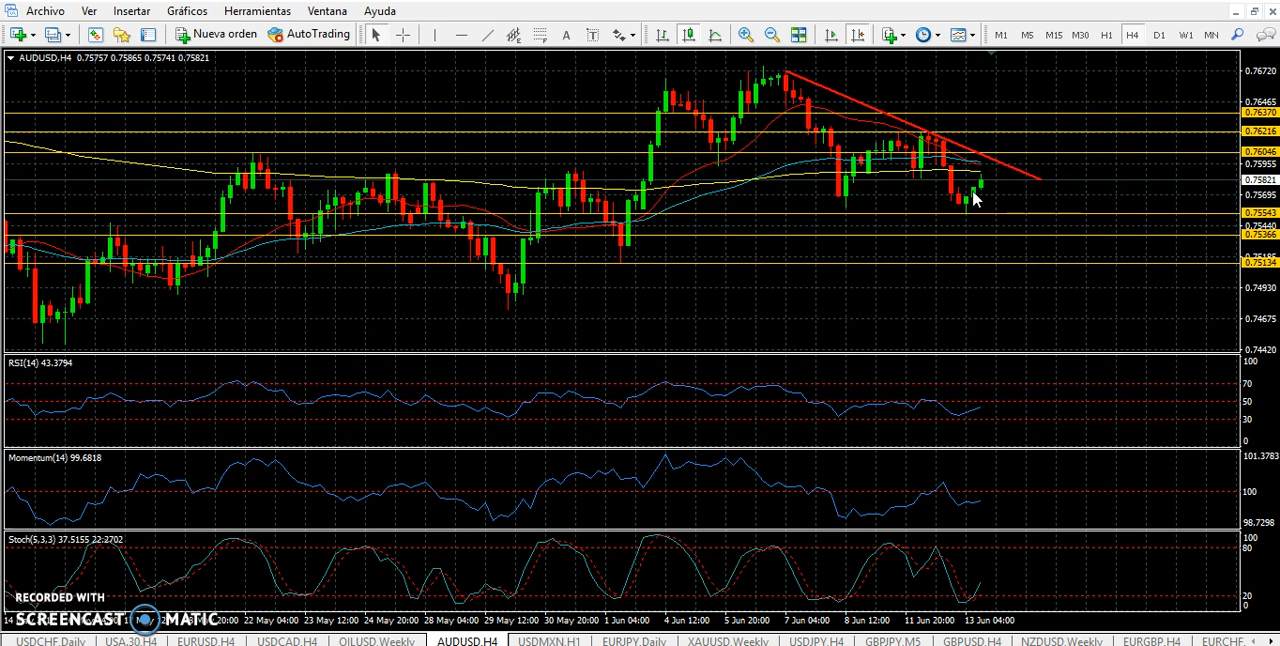 Archivo Ver Insertar Gráficos Herramientas Ventana Ayuda
Nueva orden AutoTrading A T M1 M5 M15 M30 H1 H4 D1 W1 MN
AUDUSD,H4 0.75757 0.75865 0.75741 0.75821
0.76720
0.76465
0.76370
0.76216
0.76046
0.75955
0.75821
0.75695
0.75543
0.75440
0.75366
0.75134
0.74930
0.74675
0.74420
RSI(14) 43.3794
100
70
50
30
0
Momentum(14) 99.6818
101.3783
100
98.7298
Stoch(5,3,3) 37.5155 22.2702
100
80
20
0
RECORDED WITH
SCREENCAST MATIC
22 May 04:00 23 May 12:00 24 May 20:00 28 May 04:00 29 May 12:00 30 May 20:00 1 Jun 04:00 4 Jun 12:00 5 Jun 20:00 7 Jun 04:00 8 Jun 12:00 11 Jun 20:00 13 Jun 04:00
USDCHF,Daily USA.30,H4 EURUSD,H4 USDCAD,H4 OILUSD,Weekly AUDUSD,H4 USDMXN,H1 EURJPY,Daily XAUUSD,Weekly USDJPY,H4 GBPJPY,M5 GBPUSD,H4 NZDUSD,Weekly EURGBP,H4 EURCHF,